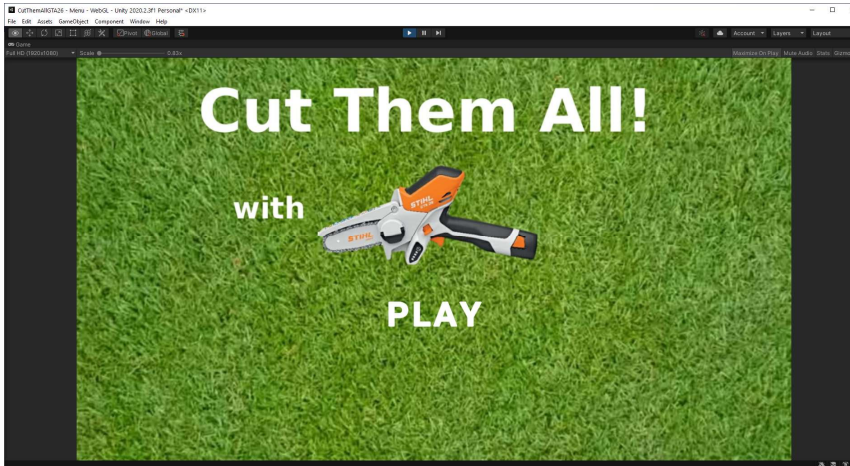 CutThemAllGTA26 - Menu - WebGL - Unity 2020.2.3f1 Personal* <DX11>
File Edit Assets GameObject Component Window Help
Pivot Global Account Layers Layout
Game
Full HD (1920x1080) Scale 0.83x Maximize On Play Mute Audio Stats Gizmo
Cut Them All!
with
STIHL
STIHL
PLAY